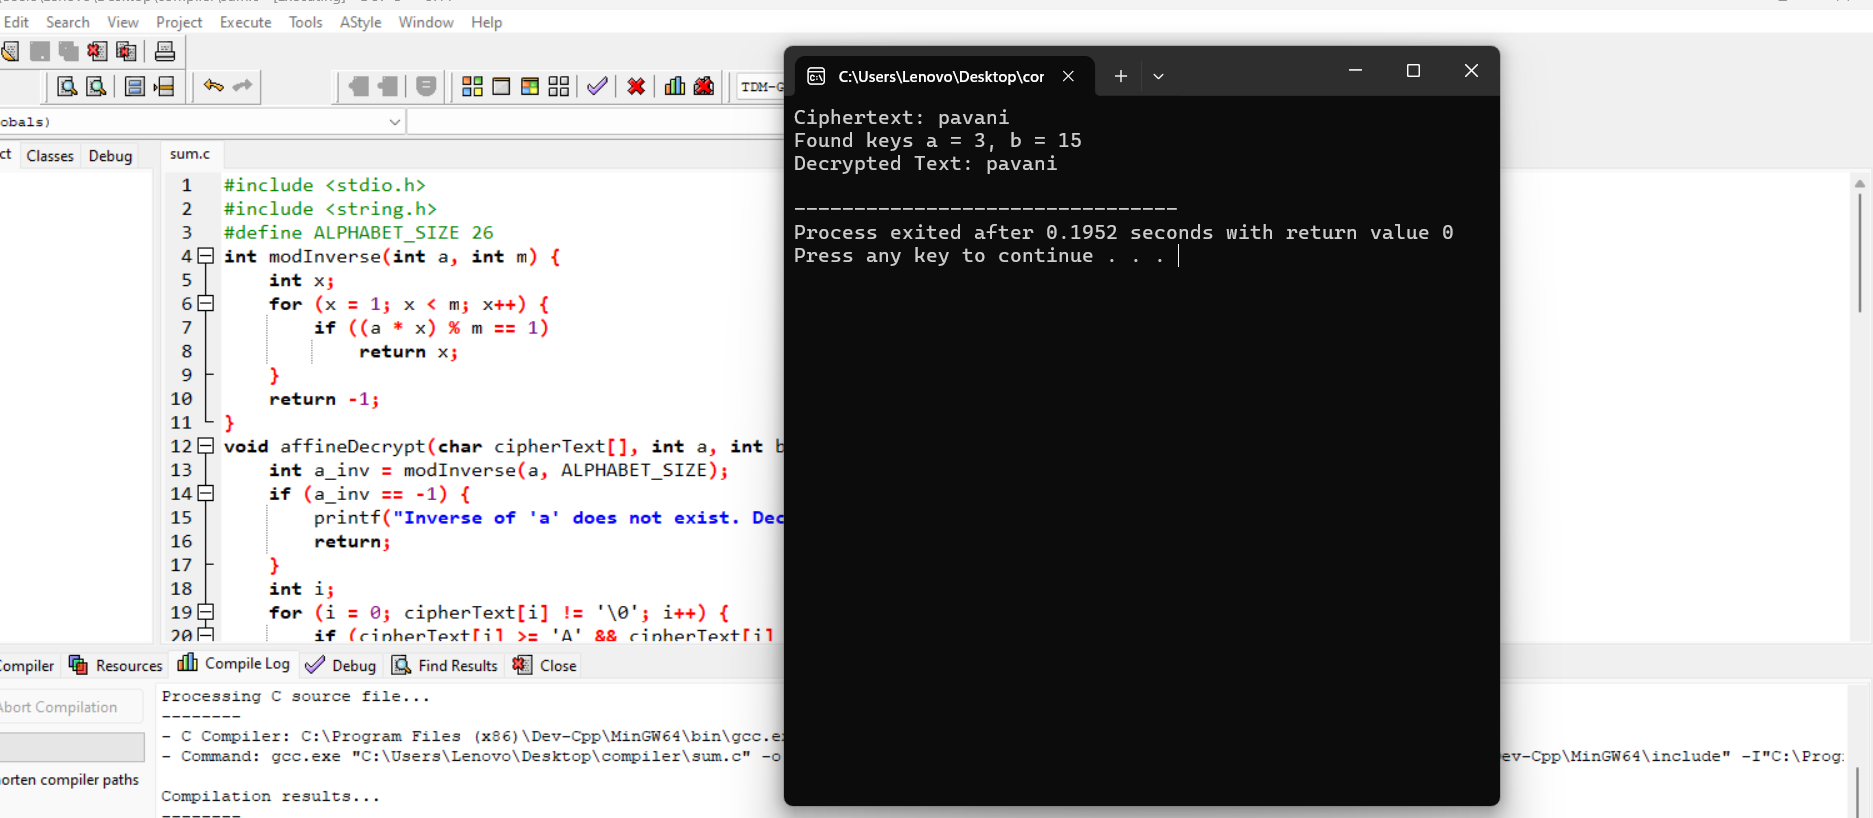 Edit Search View Project Execute Tools AStyle Window Help
TDM-G
obals)
ct Classes Debug
sum.c
1 #include <stdio.h>
2 #include <string.h>
3 #define ALPHABET_SIZE 26
4 int modInverse(int a, int m) {
5 int x;
6 for (x = 1; x < m; x++) {
7 if ((a * x) % m == 1)
8 return x;
9 }
10 return -1;
11 }
12 void affineDecrypt(char cipherText[], int a, int b
13 int a_inv = modInverse(a, ALPHABET_SIZE);
14 if (a_inv == -1) {
15 printf("Inverse of 'a' does not exist. Dec
16 return;
17 }
18 int i;
19 for (i = 0; cipherText[i] != '\0'; i++) {
20 if (cipherText[i] >= 'A' && cipherText[i]
C:\Users\Lenovo\Desktop\cor
Ciphertext: pavani
Found keys a = 3, b = 15
Decrypted Text: pavani
--------------------------------
Process exited after 0.1952 seconds with return value 0
Press any key to continue . . .
ompiler Resources Compile Log Debug Find Results Close
Abort Compilation
orten compiler paths
Processing C source file...
--------
- C Compiler: C:\Program Files (x86)\Dev-Cpp\MinGW64\bin\gcc.e
- Command: gcc.exe "C:\Users\Lenovo\Desktop\compiler\sum.c" -o ev-Cpp\MinGW64\include" -I"C:\Prog
Compilation results...
--------